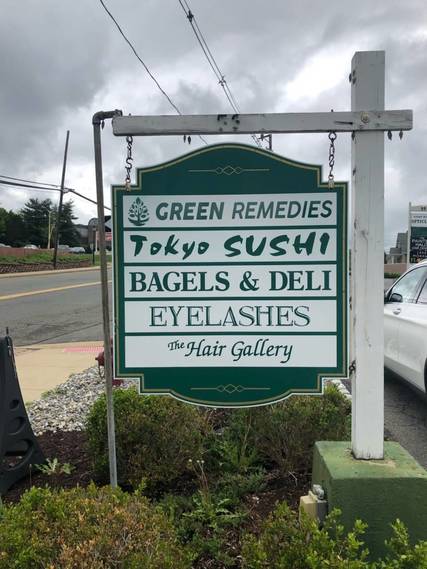 GREEN REMEDIES
Tokyo SUSHI
BAGELS & DELI
EYELASHES
The Hair Gallery